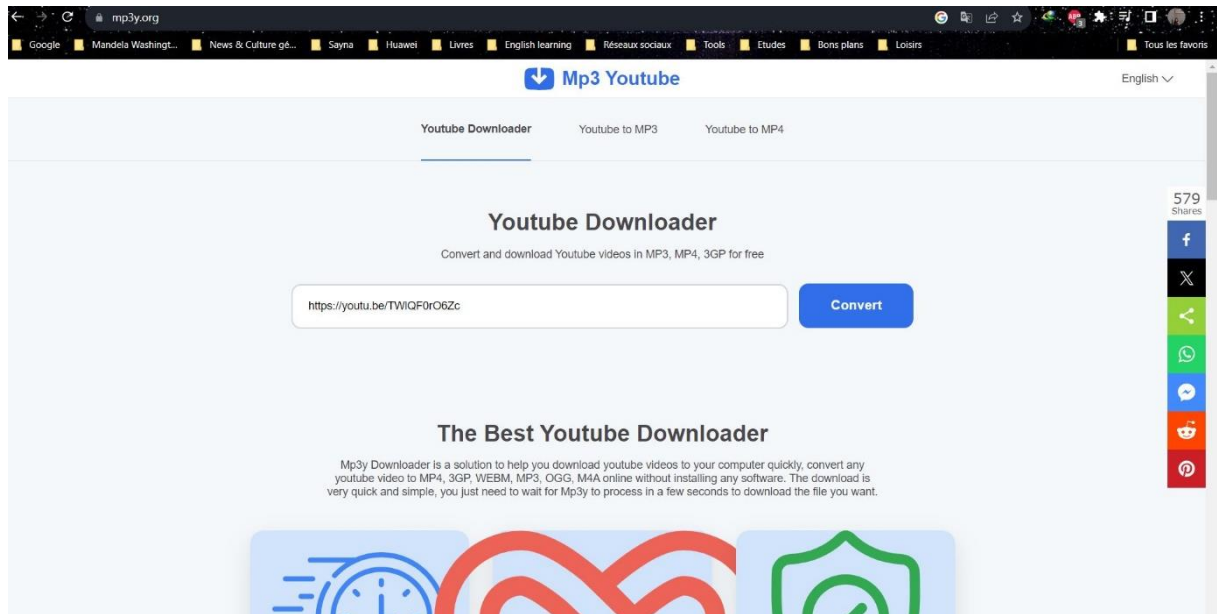 mp3y.org
Google Mandela Washingt... News & Culture gé... Sayna Huawei Livres English learning Réseaux sociaux Tools Etudes Bons plans Loisirs Tous les favoris
Mp3 Youtube English
Youtube Downloader Youtube to MP3 Youtube to MP4
579
Shares
Youtube Downloader
Convert and download Youtube videos in MP3, MP4, 3GP for free
https://youtu.be/TWlQF0rO6Zc Convert
The Best Youtube Downloader
Mp3y Downloader is a solution to help you download youtube videos to your computer quickly, convert any
youtube video to MP4, 3GP, WEBM, MP3, OGG, M4A online without installing any software. The download is
very quick and simple, you just need to wait for Mp3y to process in a few seconds to download the file you want.